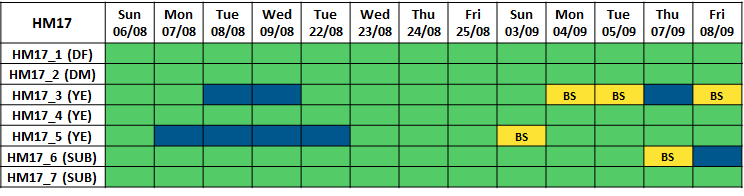 HM17 Sun Mon Tue Wed Tue Wed Thu Fri Sun Mon Tue Thu Fri
06/08 07/08 08/08 09/08 22/08 23/08 24/08 25/08 03/09 04/09 05/09 07/09 08/09
HM17_1 (DF)
HM17_2 (DM)
HM17_3 (YE) BS BS BS
HM17_4 (YE)
HM17_5 (YE) BS
HM17_6 (SUB) BS
HM17_7 (SUB)